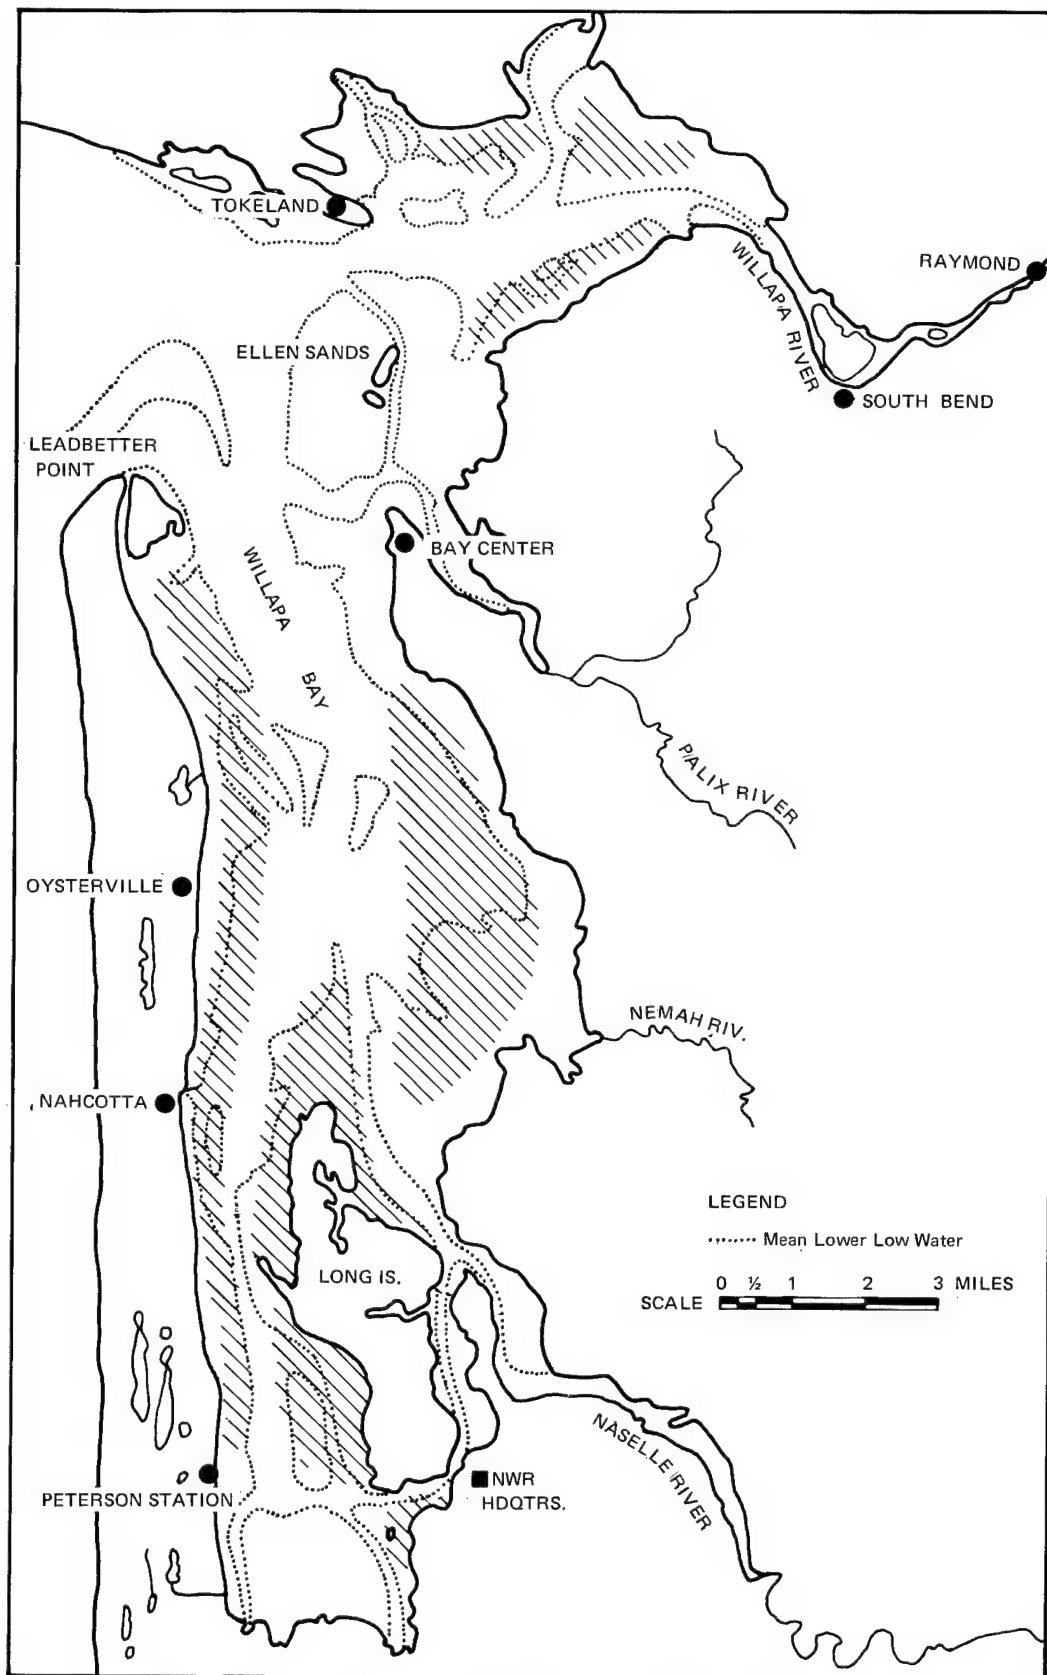 TOKELAND
RAYMOND
WILLAPA RIVER
ELLEN SANDS
SOUTH BEND
LEADBETTER
POINT
BAY CENTER
WILLAPA
BAY
PALIX RIVER
OYSTERVILLE
NEMAH RIV.
NAHCOTTA
LEGEND
Mean Lower Low Water
LONG IS.
0 ½ 1 2 3 MILES
SCALE
NASELLE RIVER
NWR
HDQTRS.
PETERSON STATION